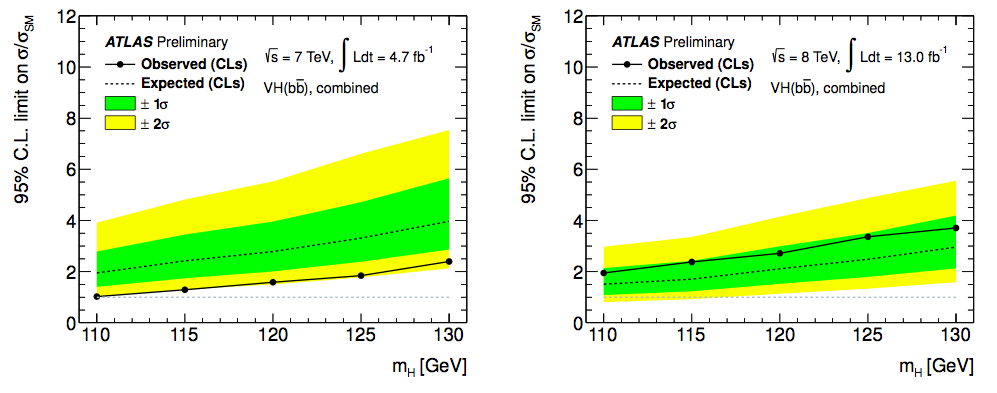 95% C.L. limit on σ/σSM
12
10
8
6
4
2
0
ATLAS Preliminary
Observed (CLs)
Expected (CLs)
± 1σ
± 2σ
√s = 7 TeV, ∫ Ldt = 4.7 fb-1
VH(bb̅), combined
110 115 120 125 130
mH [GeV]
95% C.L. limit on σ/σSM
12
10
8
6
4
2
0
ATLAS Preliminary
Observed (CLs)
Expected (CLs)
± 1σ
± 2σ
√s = 8 TeV, ∫ Ldt = 13.0 fb-1
VH(bb̅), combined
110 115 120 125 130
mH [GeV]